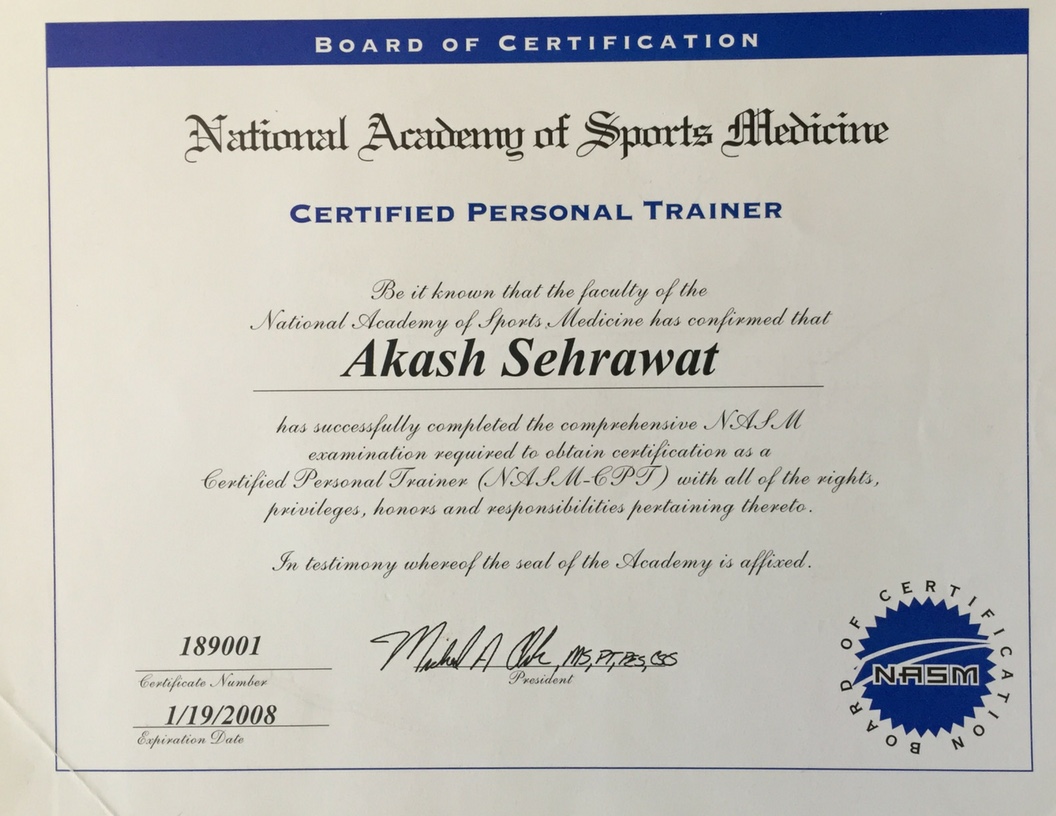 BOARD OF CERTIFICATION
National Academy of Sports Medicine
CERTIFIED PERSONAL TRAINER
Be it known that the faculty of the
National Academy of Sports Medicine has confirmed that
Akash Sehrawat
has successfully completed the comprehensive NASM
examination required to obtain certification as a
Certified Personal Trainer (NASM-CPT) with all of the rights,
privileges, honors and responsibilities pertaining thereto.
In testimony whereof the seal of the Academy is affixed.
189001
Certificate Number
Michael A , MS, PT, PES, CSCS
President
1/19/2008
Expiration Date
BOARD OF CERTIFICATION
NASM